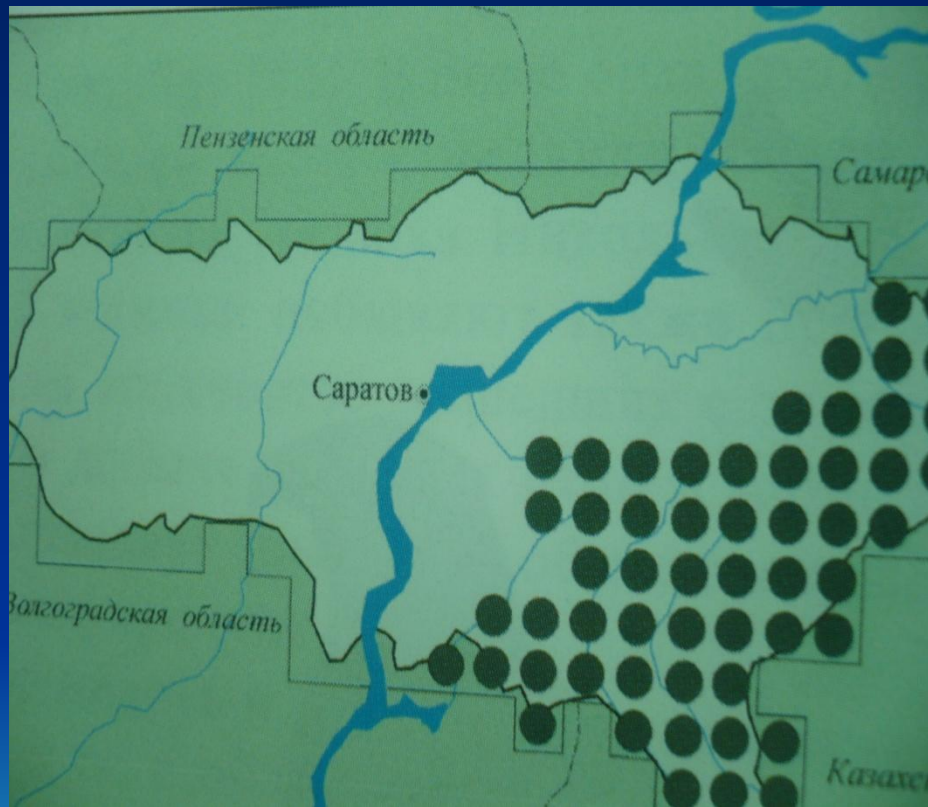 Пензенская область
Самар
Саратов
Волгоградская область
Казахс